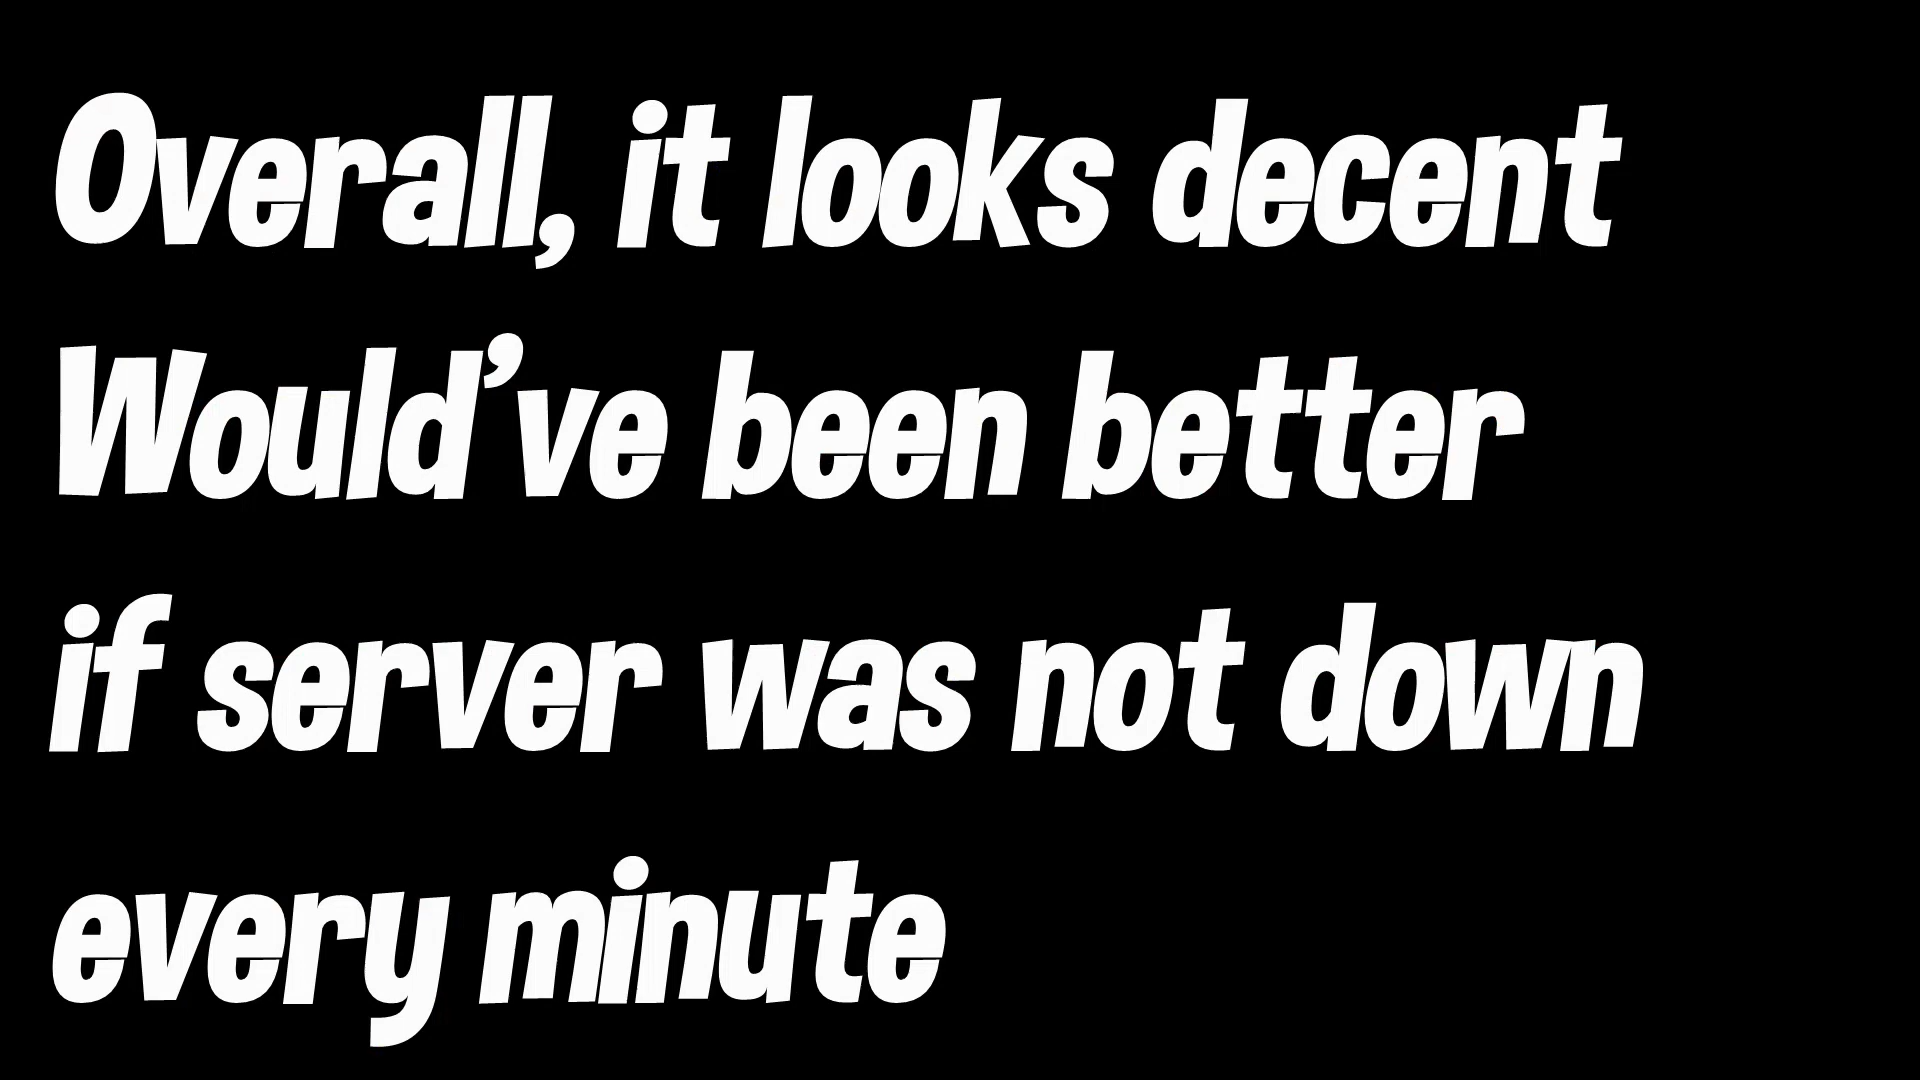 Overall, it looks decent
Would’ve been better
if server was not down
every minute